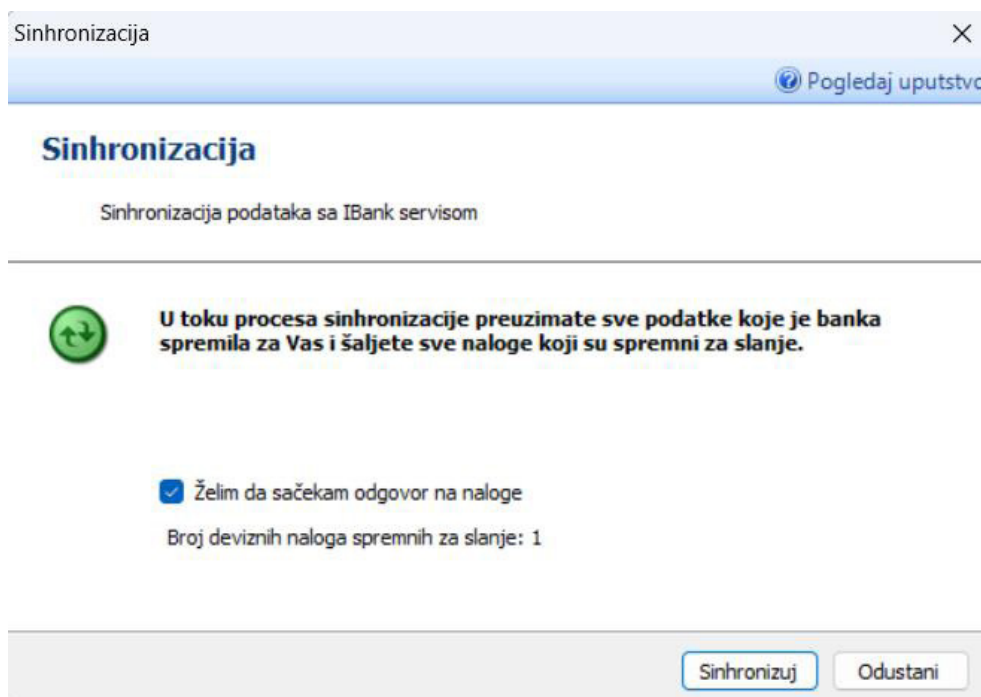 Sinhronizacija
Pogledaj uputstvo
Sinhronizacija
Sinhronizacija podataka sa IBank servisom
U toku procesa sinhronizacije preuzimate sve podatke koje je banka
spremila za Vas i šaljete sve naloge koji su spremni za slanje.
Želim da sačekam odgovor na naloge
Broj deviznih naloga spremnih za slanje: 1
Sinhronizuj
Odustani